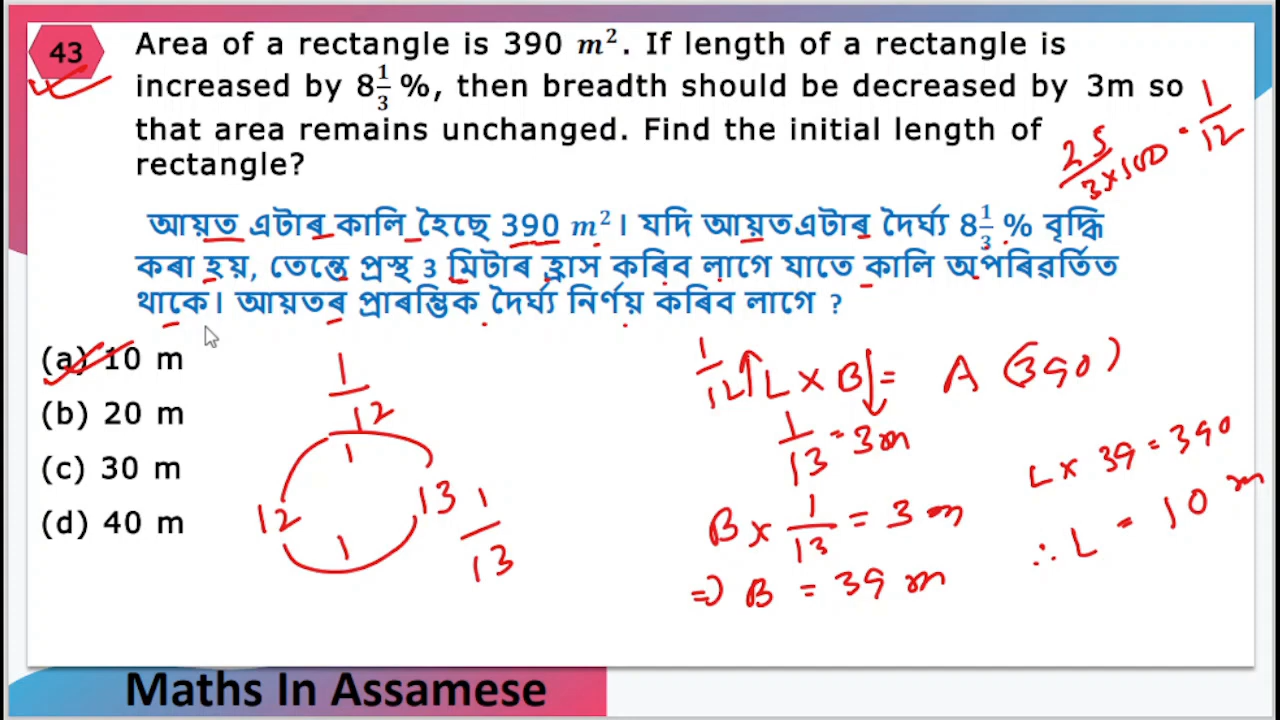 43
Area of a rectangle is 390 m². If length of a rectangle is
increased by 8 1/3 %, then breadth should be decreased by 3m so
that area remains unchanged. Find the initial length of
rectangle?
25/3×100 = 1/12
আয়ত এটাৰ কালি হৈছে 390 m²। যদি আয়তএটাৰ দৈৰ্ঘ্য 8 1/3 % বৃদ্ধি
কৰা হয়, তেন্তে প্ৰস্থ 3 মিটাৰ হ্ৰাস কৰিব লাগে যাতে কালি অপৰিৱৰ্তিত
থাকে। আয়তৰ প্ৰাৰম্ভিক দৈৰ্ঘ্য নিৰ্ণয় কৰিব লাগে ?
(a) 10 m
(b) 20 m
(c) 30 m
(d) 40 m
1/12
1
12
13 1/13
1
1/12↑ L × B↓ = A (390)
1/13 = 3m
B × 1/13 = 3 m
⇒ B = 39 m
L × 39 = 390
∴ L = 10 m
Maths In Assamese